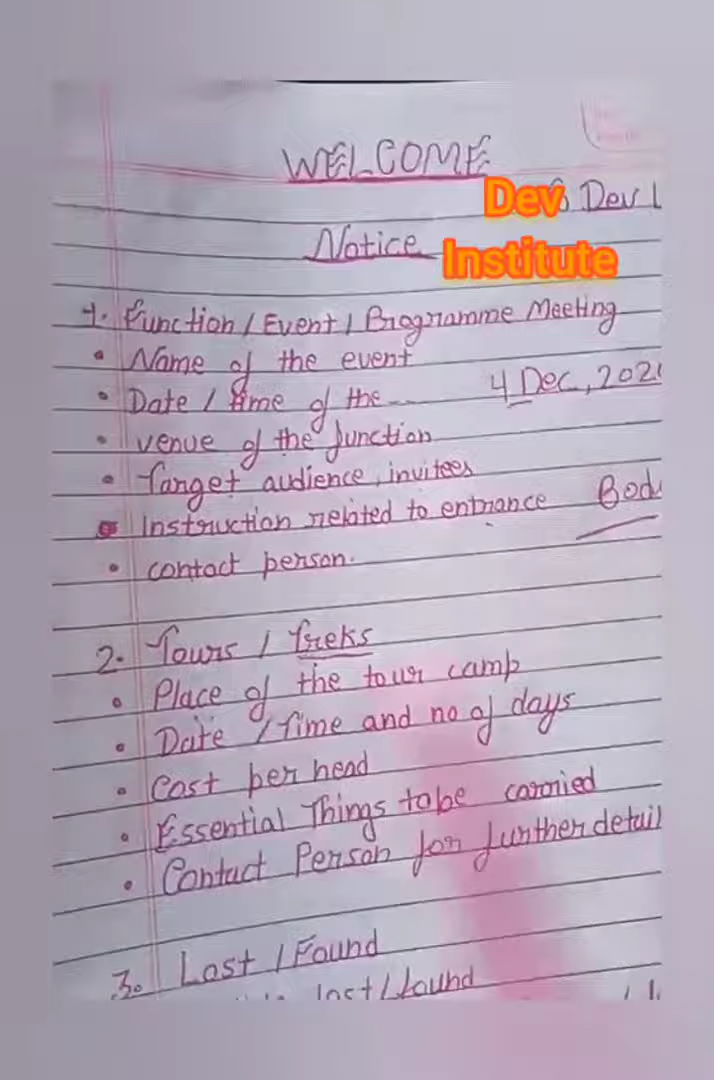 WELCOME
Dev Dev
Notice
Institute
1. Function / Event / Programme Meeting
• Name of the event
• Date / time of the -- 4 Dec, 202
• venue of the function
• Target audience, invitees
• Instruction related to entrance Bod
• contact person.
2. Tours / Treks
• Place of the tour camp
• Date / Time and no of days
• Cost per head
• Essential Things to be carried
• Contact Person for further detail
3. Lost / Found
lost / found